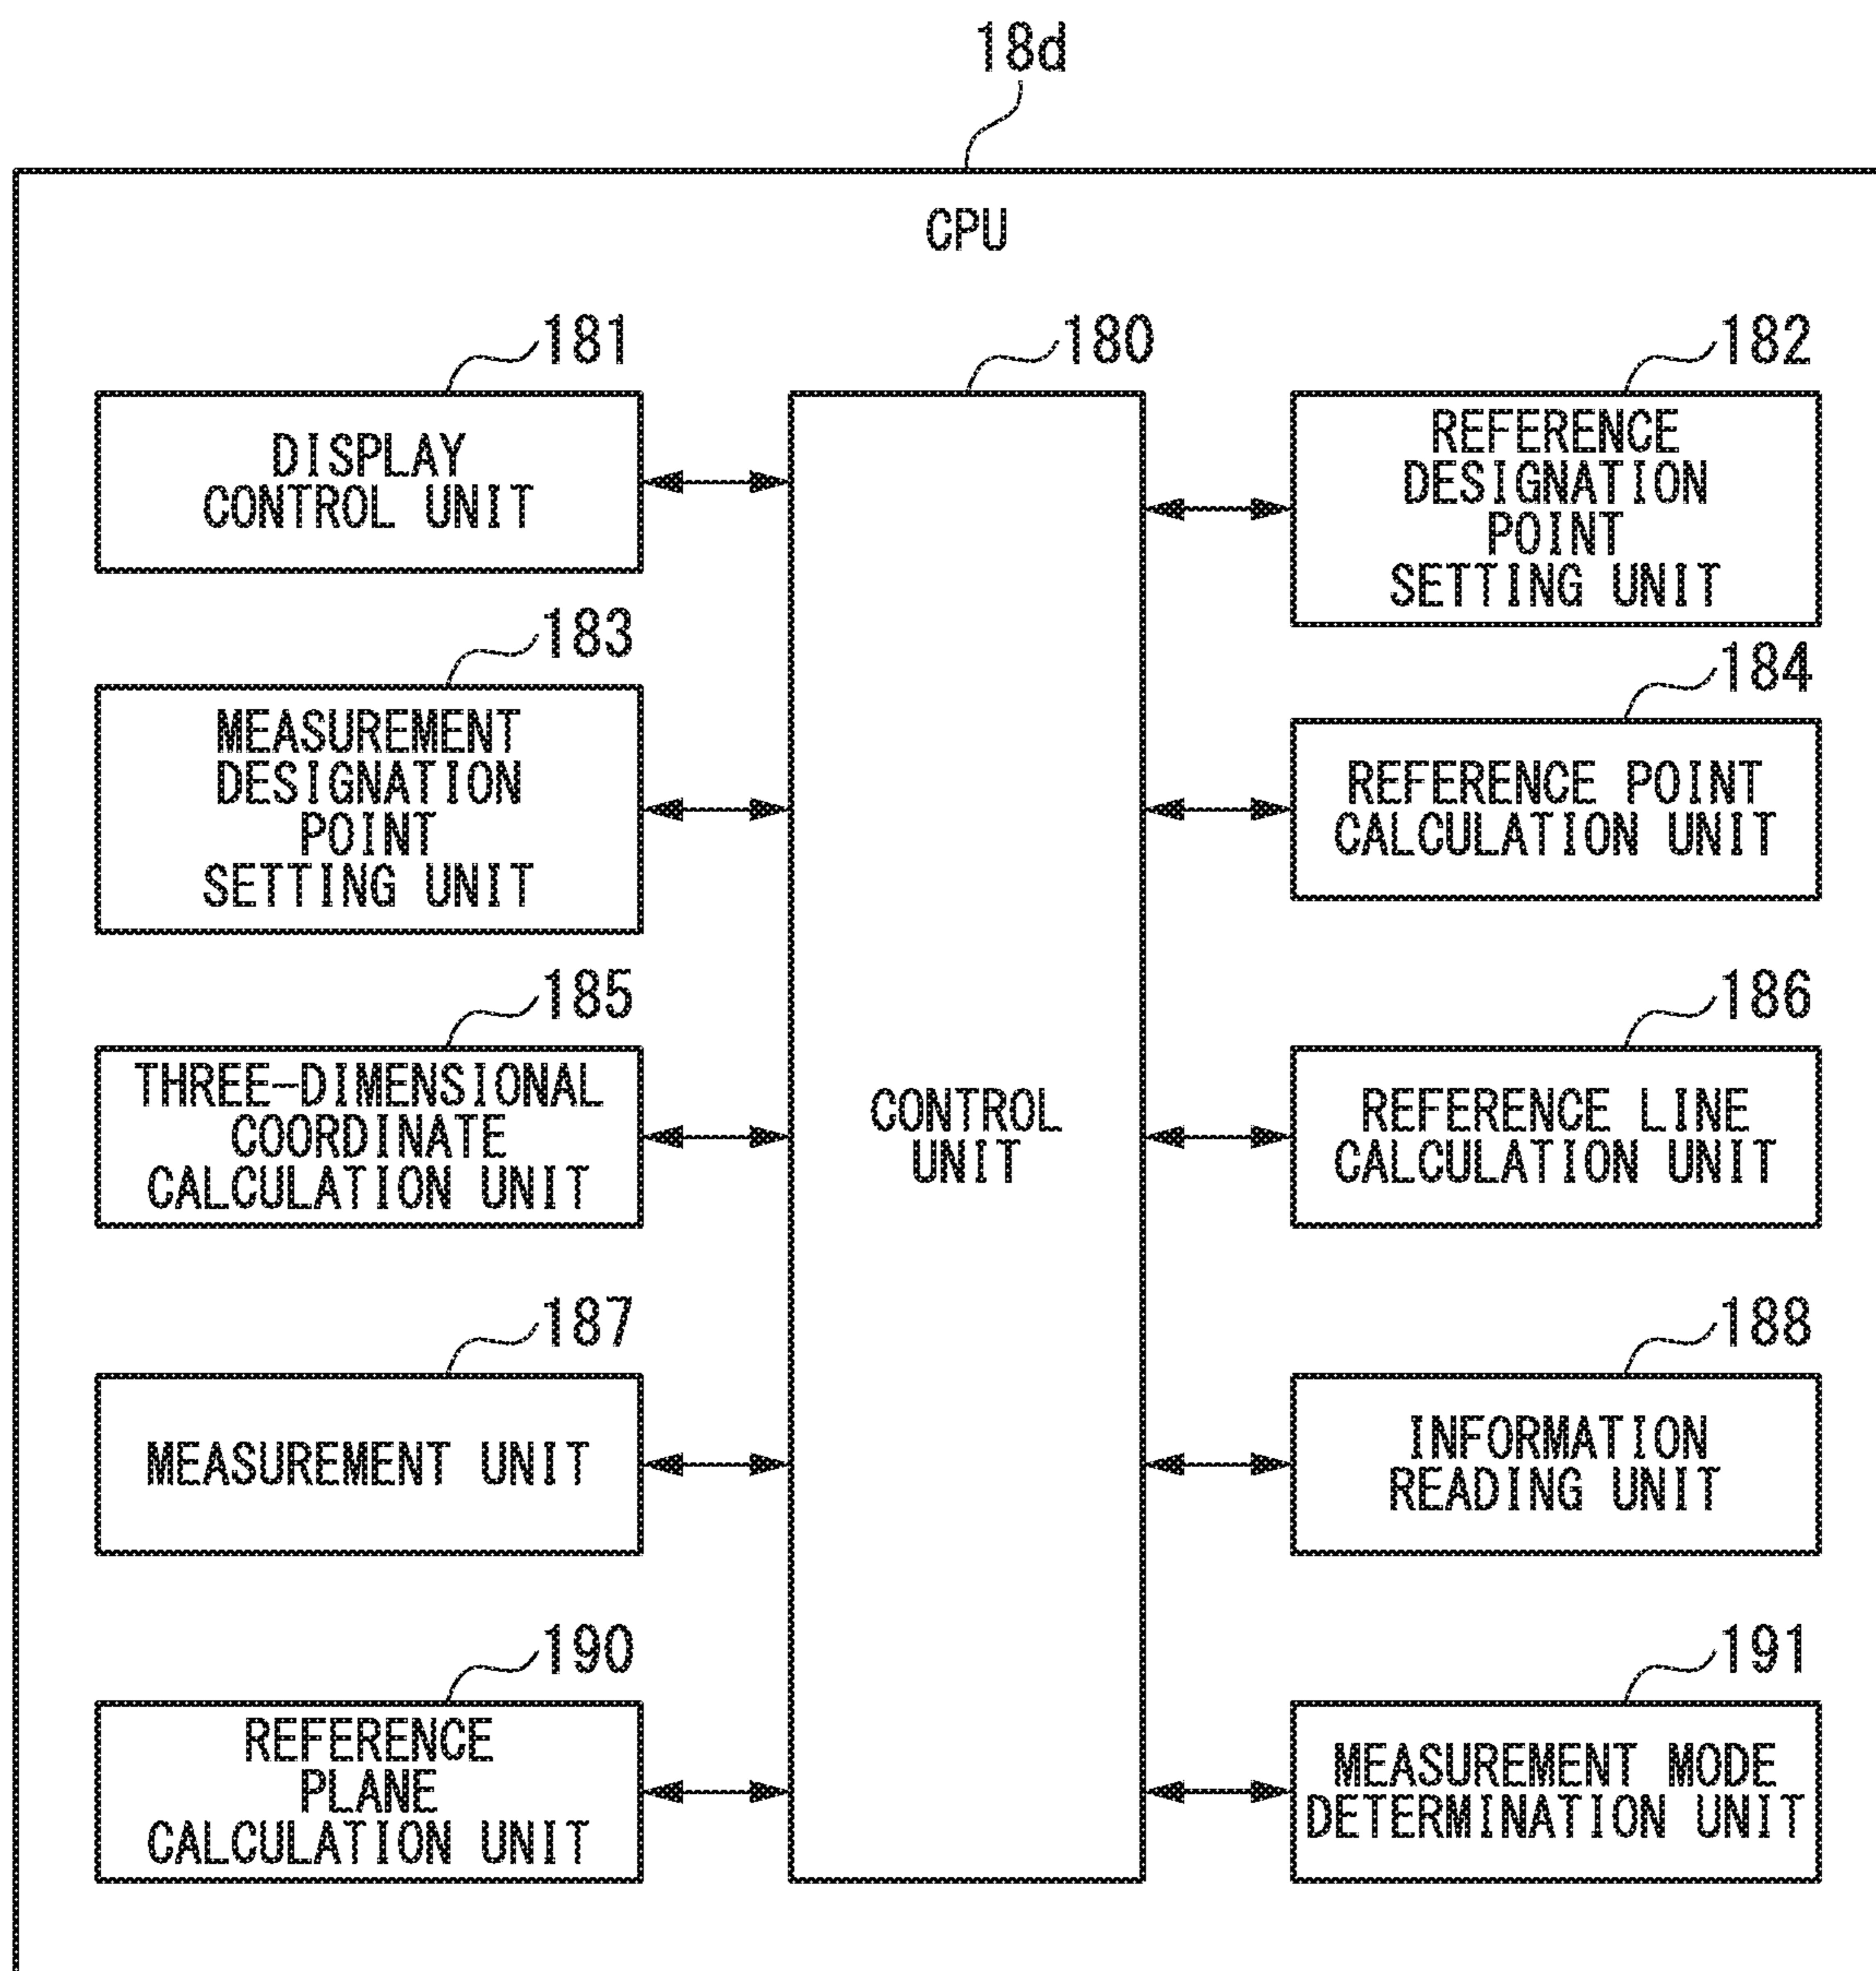 18d
CPU
181
DISPLAY
CONTROL UNIT
183
MEASUREMENT
DESIGNATION
POINT
SETTING UNIT
185
THREE-DIMENSIONAL
COORDINATE
CALCULATION UNIT
187
MEASUREMENT UNIT
190
REFERENCE
PLANE
CALCULATION UNIT
180
CONTROL
UNIT
182
REFERENCE
DESIGNATION
POINT
SETTING UNIT
184
REFERENCE POINT
CALCULATION UNIT
186
REFERENCE LINE
CALCULATION UNIT
188
INFORMATION
READING UNIT
191
MEASUREMENT MODE
DETERMINATION UNIT